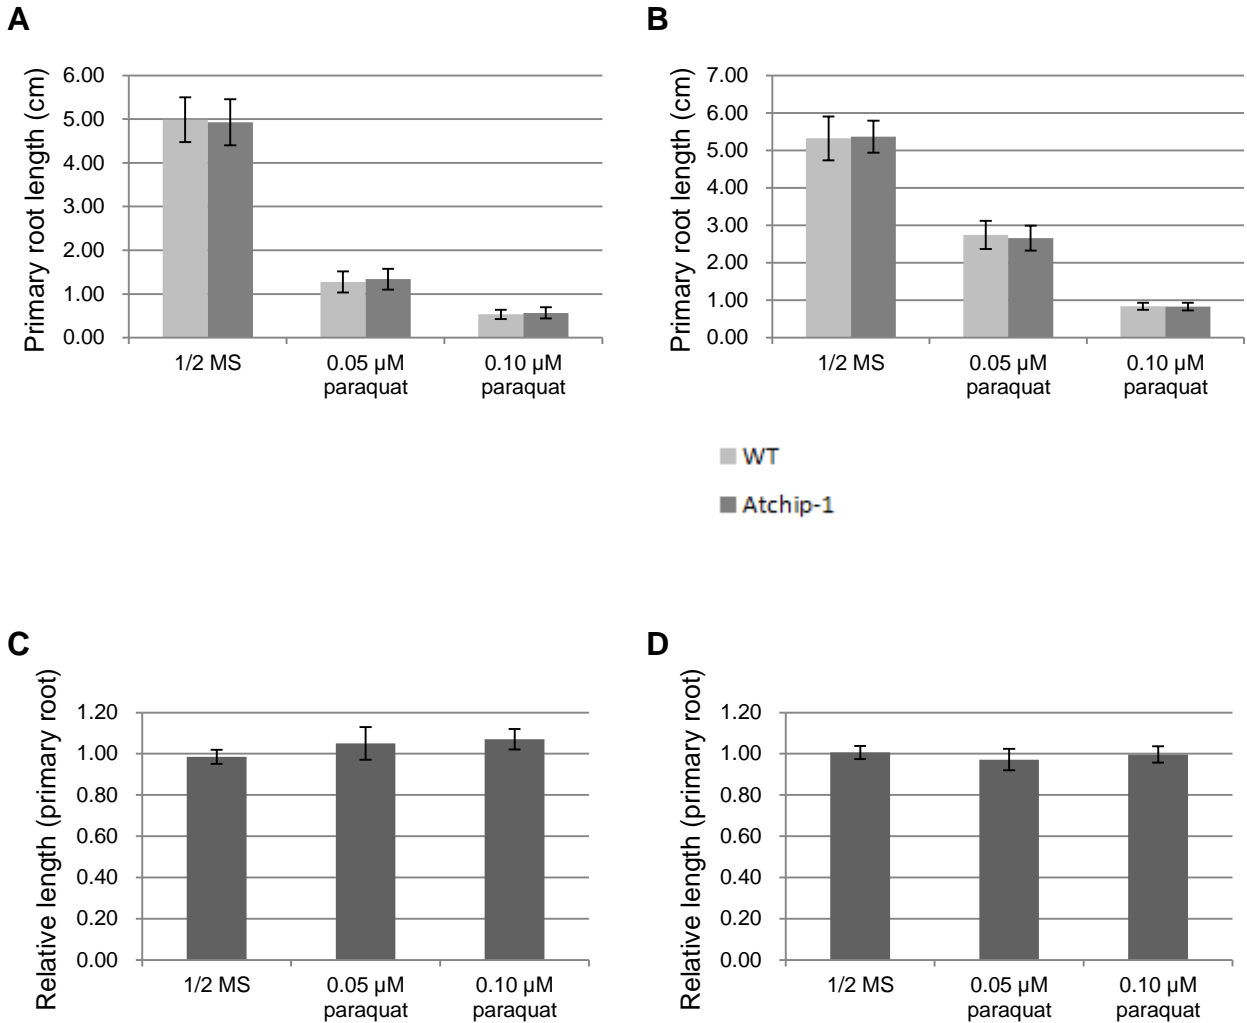 A
Primary root length (cm)
6.00
5.00
4.00
3.00
2.00
1.00
0.00
1/2 MS
0.05 µM
paraquat
0.10 µM
paraquat
B
Primary root length (cm)
7.00
6.00
5.00
4.00
3.00
2.00
1.00
0.00
1/2 MS
0.05 µM
paraquat
0.10 µM
paraquat
WT
Atchip-1
C
Relative length (primary root)
1.20
1.00
0.80
0.60
0.40
0.20
0.00
1/2 MS
0.05 µM
paraquat
0.10 µM
paraquat
D
Relative length (primary root)
1.20
1.00
0.80
0.60
0.40
0.20
0.00
1/2 MS
0.05 µM
paraquat
0.10 µM
paraquat